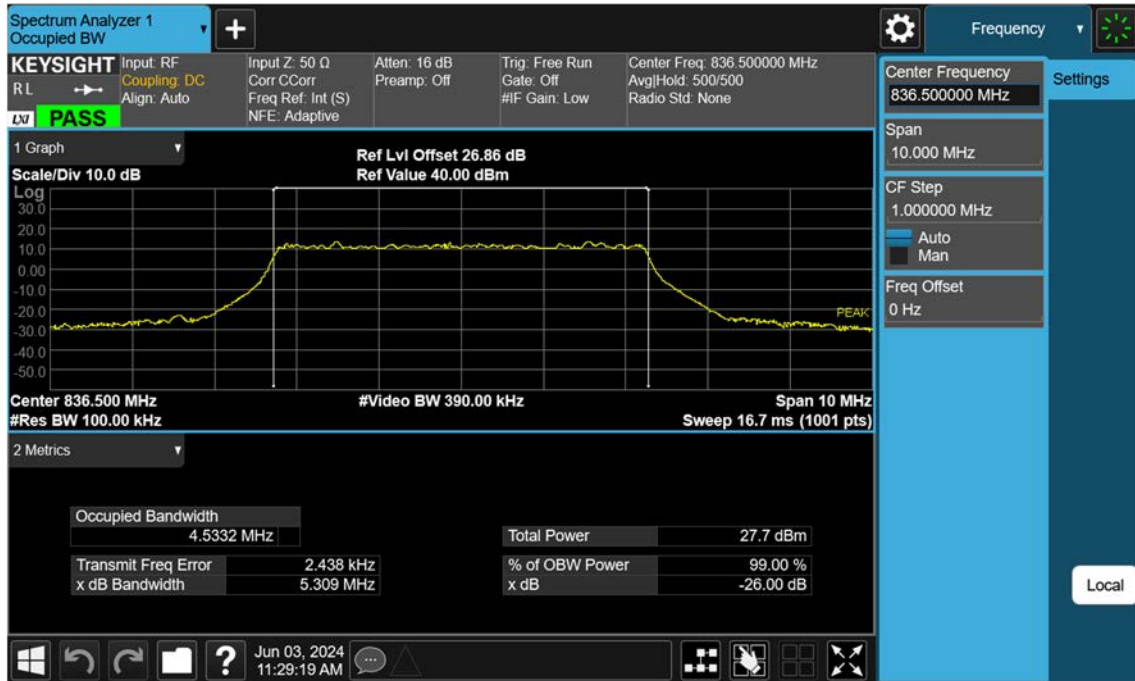 Spectrum Analyzer 1
Occupied BW
Frequency
KEYSIGHT
R L
LXI
PASS
Input: RF
Coupling: DC
Align: Auto
Input Z: 50 Ω
Corr CCorr
Freq Ref: Int (S)
NFE: Adaptive
Atten: 16 dB
Preamp: Off
Trig: Free Run
Gate: Off
#IF Gain: Low
Center Freq: 836.500000 MHz
Avg|Hold: 500/500
Radio Std: None
Center Frequency
836.500000 MHz
Settings
Span
10.000 MHz
CF Step
1.000000 MHz
Auto
Man
Freq Offset
0 Hz
Local
1 Graph
Scale/Div 10.0 dB
Ref Lvl Offset 26.86 dB
Ref Value 40.00 dBm
Log
30.0
20.0
10.0
0.00
-10.0
-20.0
-30.0
-40.0
-50.0
PEAK
Center 836.500 MHz
#Video BW 390.00 kHz
Span 10 MHz
#Res BW 100.00 kHz
Sweep 16.7 ms (1001 pts)
2 Metrics
Occupied Bandwidth
4.5332 MHz
Total Power 27.7 dBm
Transmit Freq Error 2.438 kHz
% of OBW Power 99.00 %
x dB Bandwidth 5.309 MHz
x dB -26.00 dB
?
Jun 03, 2024
11:29:19 AM